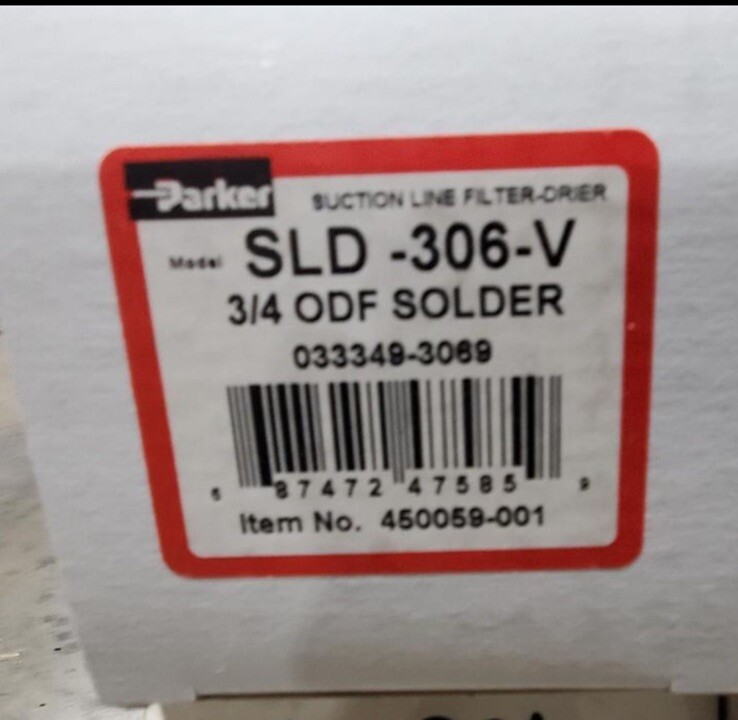 Parker
SUCTION LINE FILTER-DRIER
Model SLD -306-V
3/4 ODF SOLDER
033349-3069
6 87472 47585 9
Item No. 450059-001